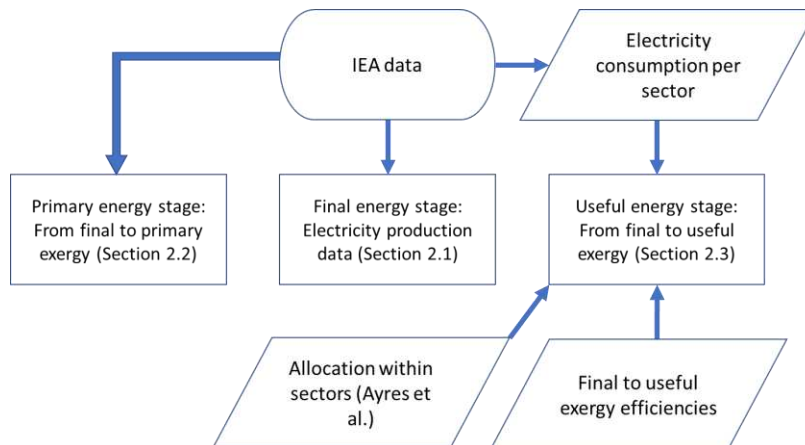 IEA data
Electricity
consumption per
sector
Primary energy stage:
From final to primary
exergy (Section 2.2)
Final energy stage:
Electricity production
data (Section 2.1)
Useful energy stage:
From final to useful
exergy (Section 2.3)
Allocation within
sectors (Ayres et
al.)
Final to useful
exergy efficiencies